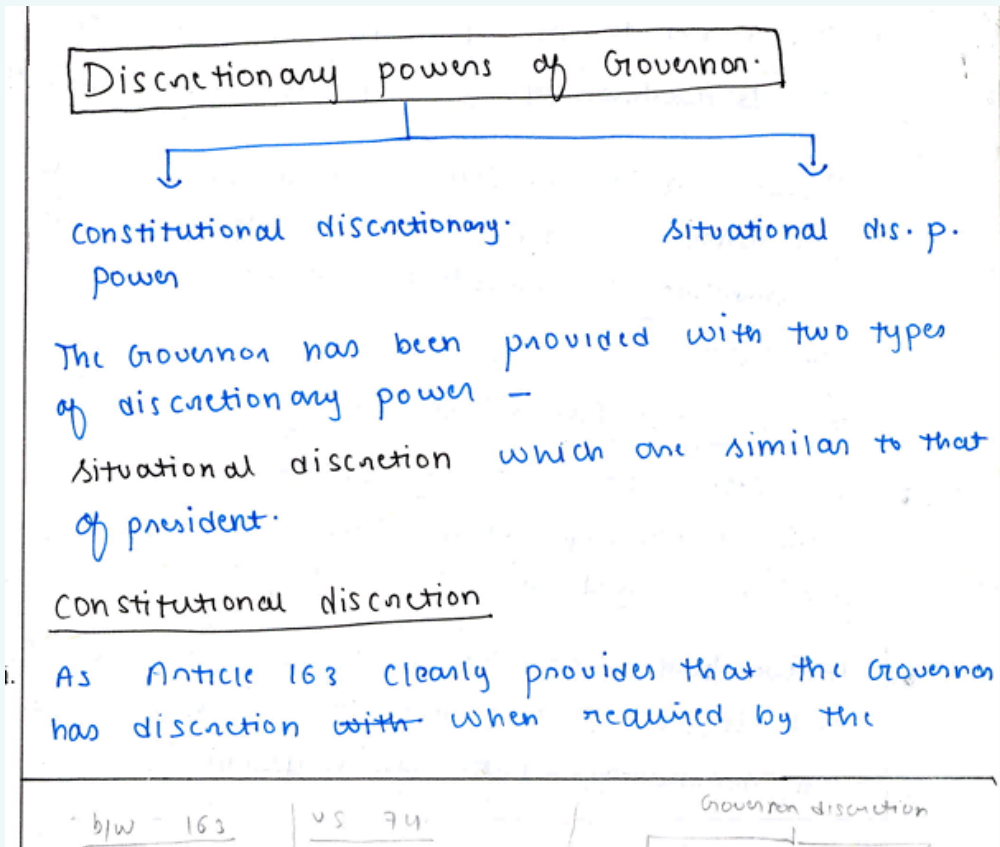 Discretionary powers of Governor.
constitutional discretionary. situational dis. p.
power
The Governor has been provided with two types
of discretionary power –
situational discretion which are similar to that
of president.
constitutional discretion
i. As Article 163 clearly provides that the Governor
has discretion with when required by the
Governor discretion
b/w 163 vs 74